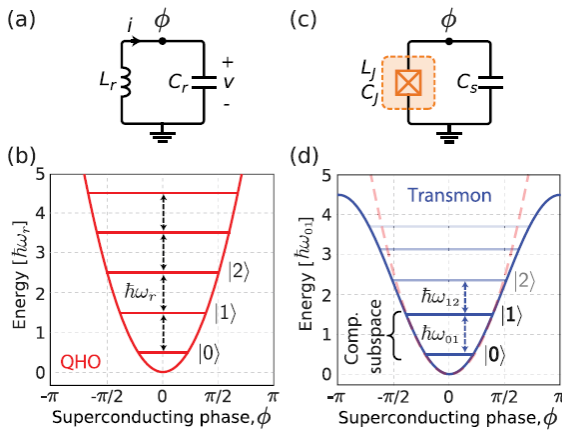 (a)
i
ϕ
L_r
C_r
+
v
-
(b)
Energy [ħω_r]
5
4
3
2
1
0
ħω_r
|2⟩
|1⟩
|0⟩
QHO
-π
-π/2
0
π/2
π
Superconducting phase, ϕ
(c)
ϕ
L_J
C_J
C_s
(d)
Energy [ħω_01]
5
4
3
2
1
0
Transmon
|2⟩
ħω_12
|1⟩
Comp.
subspace
ħω_01
|0⟩
-π
-π/2
0
π/2
π
Superconducting phase, ϕ